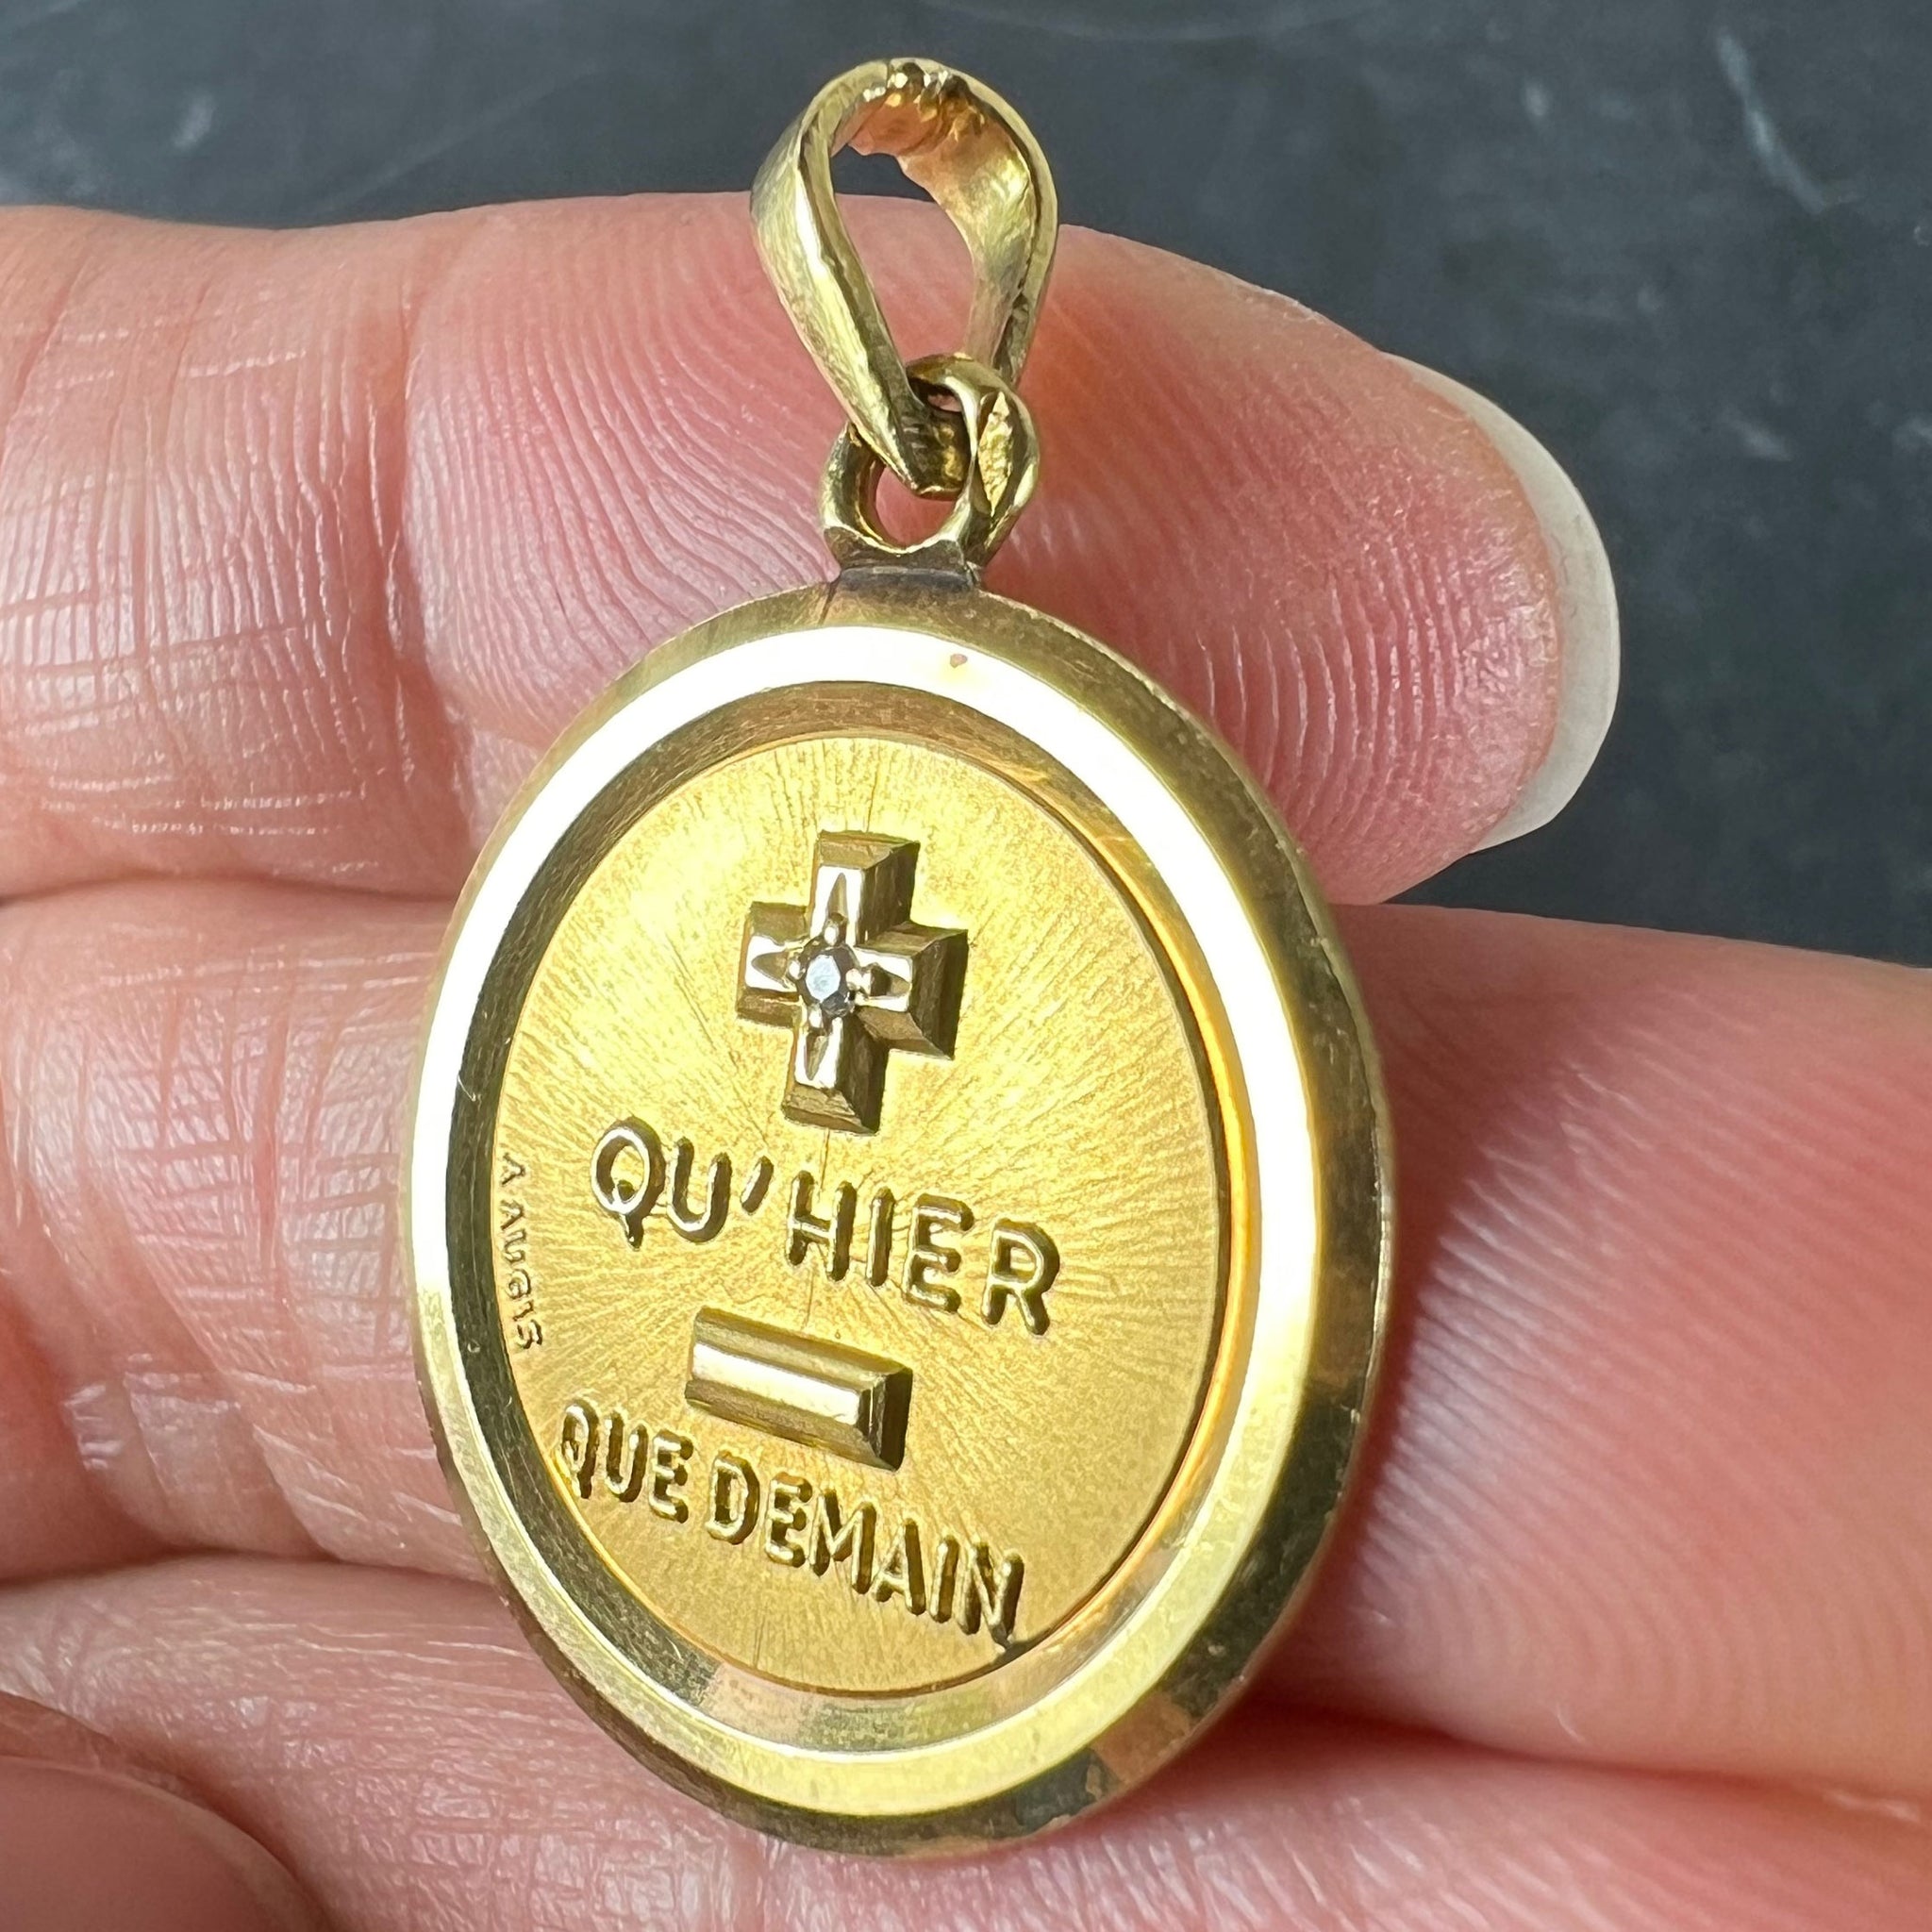 +
QU'HIER
-
QUE DEMAIN
A AUGIS